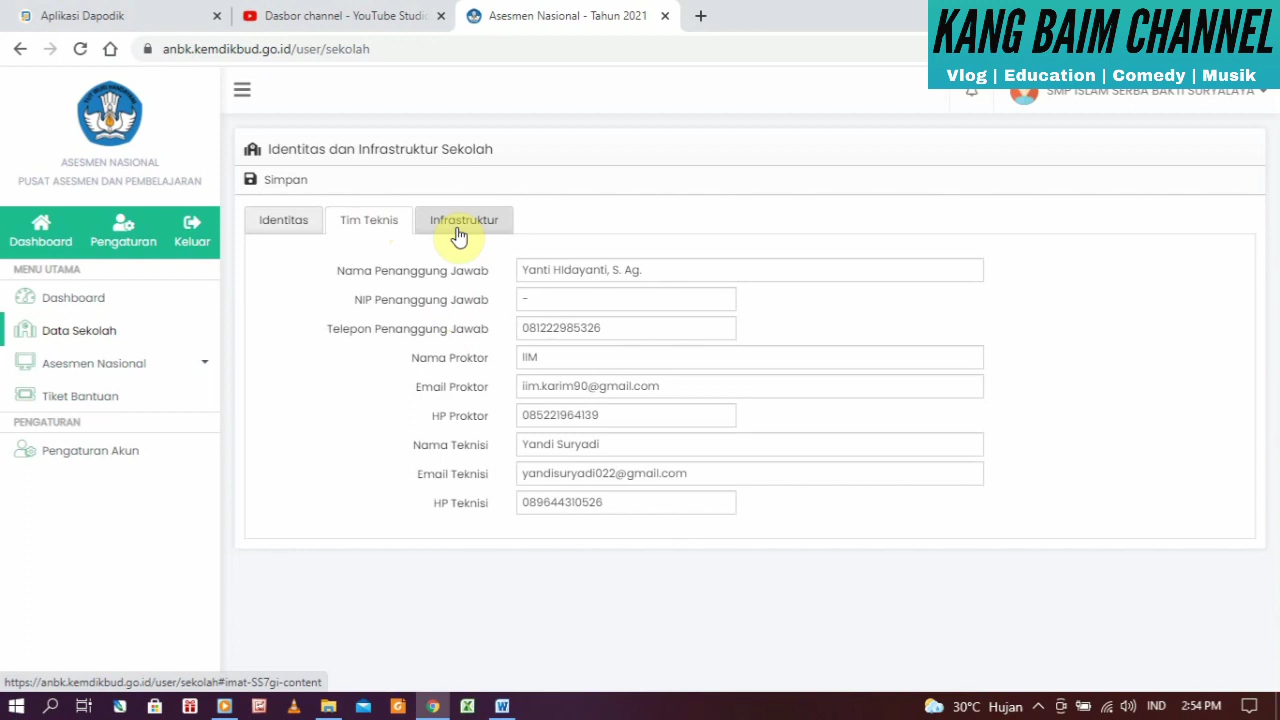 Aplikasi Dapodik
Dasbor channel - YouTube Studi
Asesmen Nasional - Tahun 2021
KANG BAIM CHANNEL
Vlog | Education | Comedy | Musik
anbk.kemdikbud.go.id/user/sekolah
SMP ISLAM SERBA BAKTI SURYALAYA
ASESMEN NASIONAL
PUSAT ASESMEN DAN PEMBELAJARAN
Dashboard
Pengaturan
Keluar
MENU UTAMA
Dashboard
Data Sekolah
Asesmen Nasional
Tiket Bantuan
PENGATURAN
Pengaturan Akun
Identitas dan Infrastruktur Sekolah
Simpan
Identitas
Tim Teknis
Infrastruktur
Nama Penanggung Jawab Yanti HIdayanti, S. Ag.
NIP Penanggung Jawab -
Telepon Penanggung Jawab 081222985326
Nama Proktor IIM
Email Proktor iim.karim90@gmail.com
HP Proktor 085221964139
Nama Teknisi Yandi Suryadi
Email Teknisi yandisuryadi022@gmail.com
HP Teknisi 089644310526
https://anbk.kemdikbud.go.id/user/sekolah#imat-SS7gi-content
30°C Hujan
IND
2:54 PM